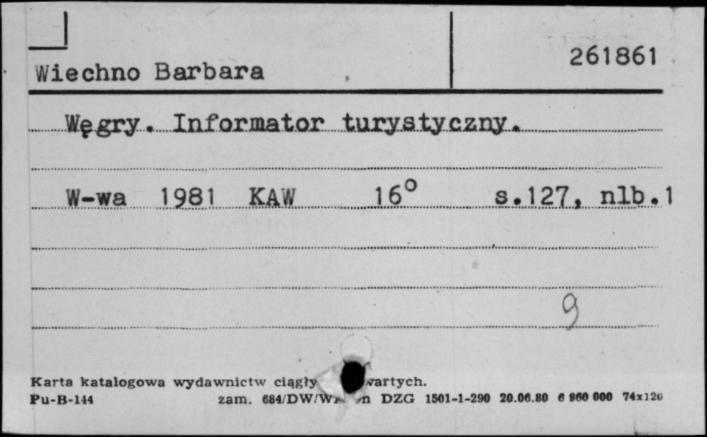 Wiechno Barbara
261861
Węgry. Informator turystyczny.
W-wa 1981 KAW 16° s.127, nlb.1
9
Karta katalogowa wydawnictw ciągły wartych.
Pu-B-144 zam. 684/DW/W DZG 1501-1-290 20.06.80 6 960 000 74x120